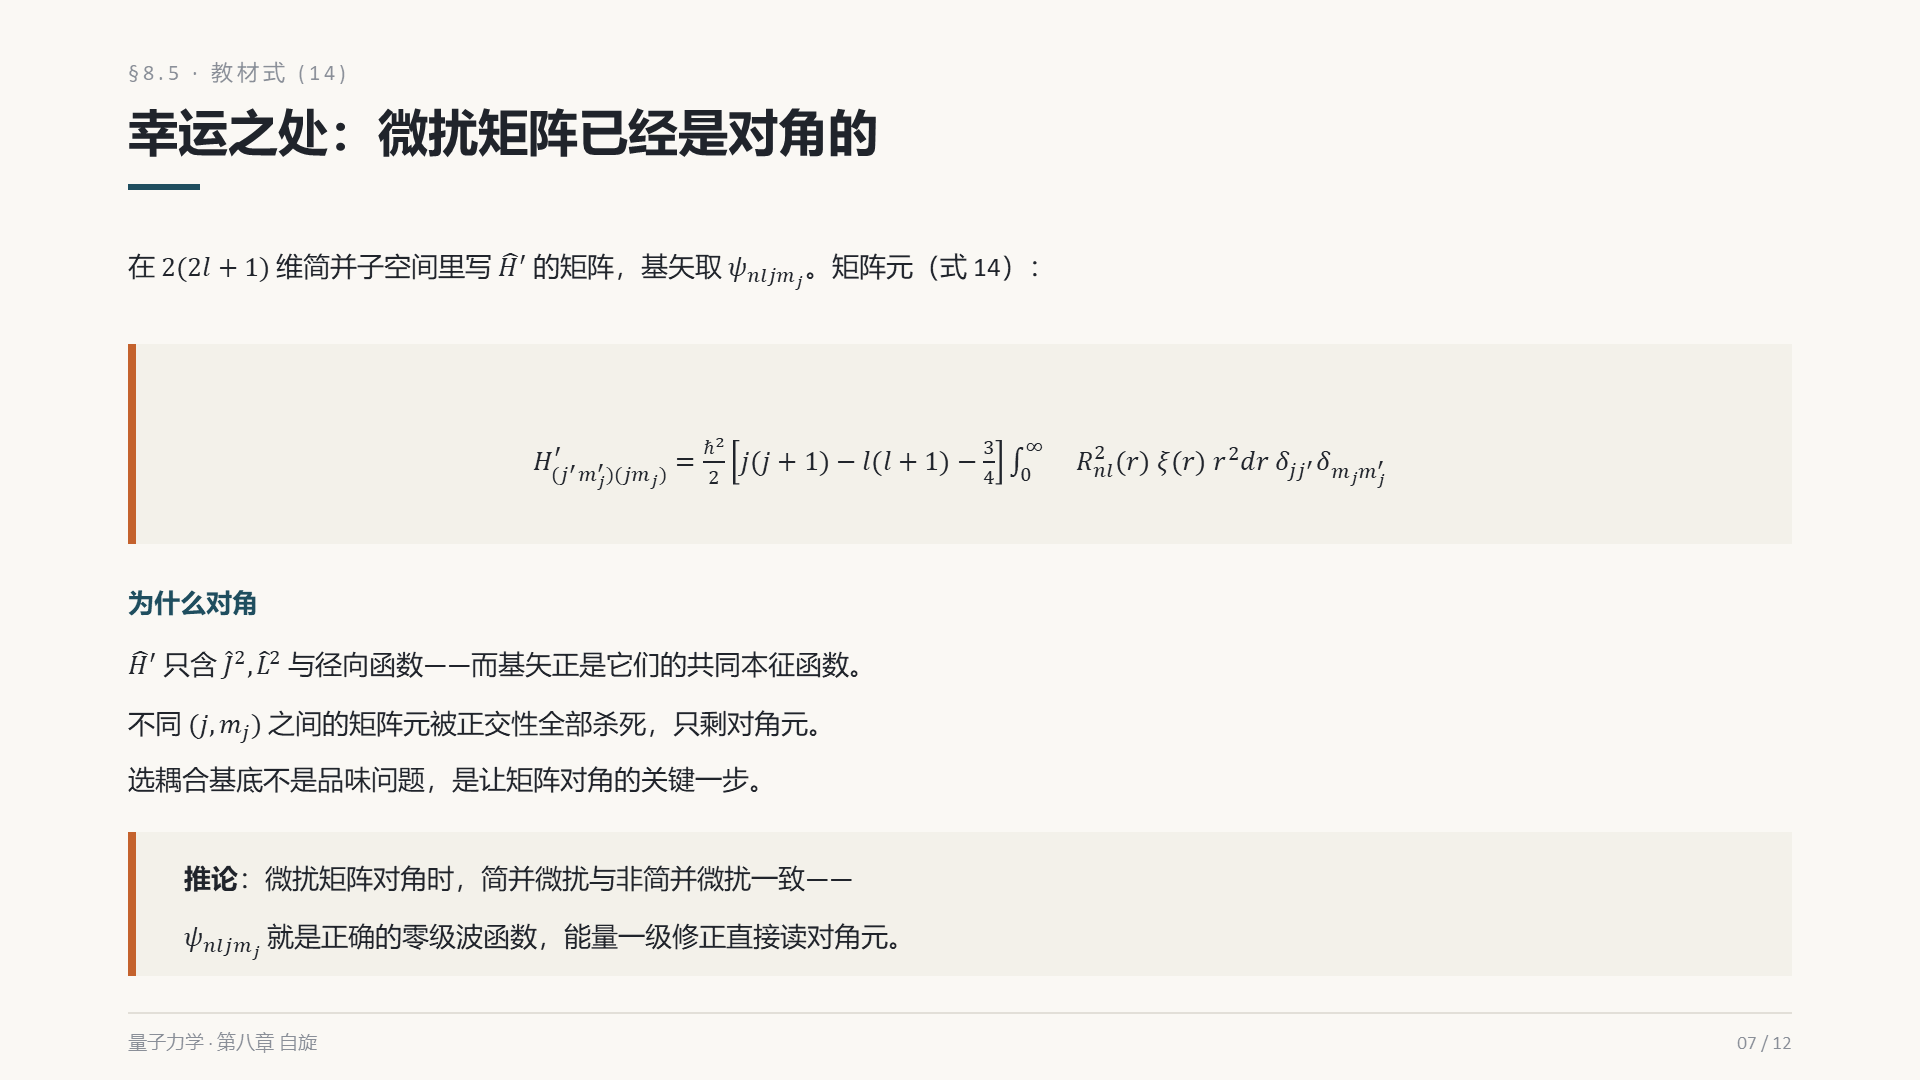 §8.5 · 教材式 (14)
幸运之处：微扰矩阵已经是对角的
在 2(2l + 1) 维简并子空间里写 Ĥ′ 的矩阵，基矢取 ψ_{nljm_j}。矩阵元（式 14）：
H′_{(j′m′_j)(jm_j)} = ℏ²/2 [j(j + 1) − l(l + 1) − 3/4] ∫₀^∞ R²_{nl}(r) ξ(r) r²dr δ_{jj′}δ_{m_jm′_j}
为什么对角
Ĥ′ 只含 Ĵ², L̂² 与径向函数——而基矢正是它们的共同本征函数。
不同 (j, m_j) 之间的矩阵元被正交性全部杀死，只剩对角元。
选耦合基底不是品味问题，是让矩阵对角的关键一步。
推论：微扰矩阵对角时，简并微扰与非简并微扰一致——
ψ_{nljm_j} 就是正确的零级波函数，能量一级修正直接读对角元。
量子力学 · 第八章 自旋
07 / 12